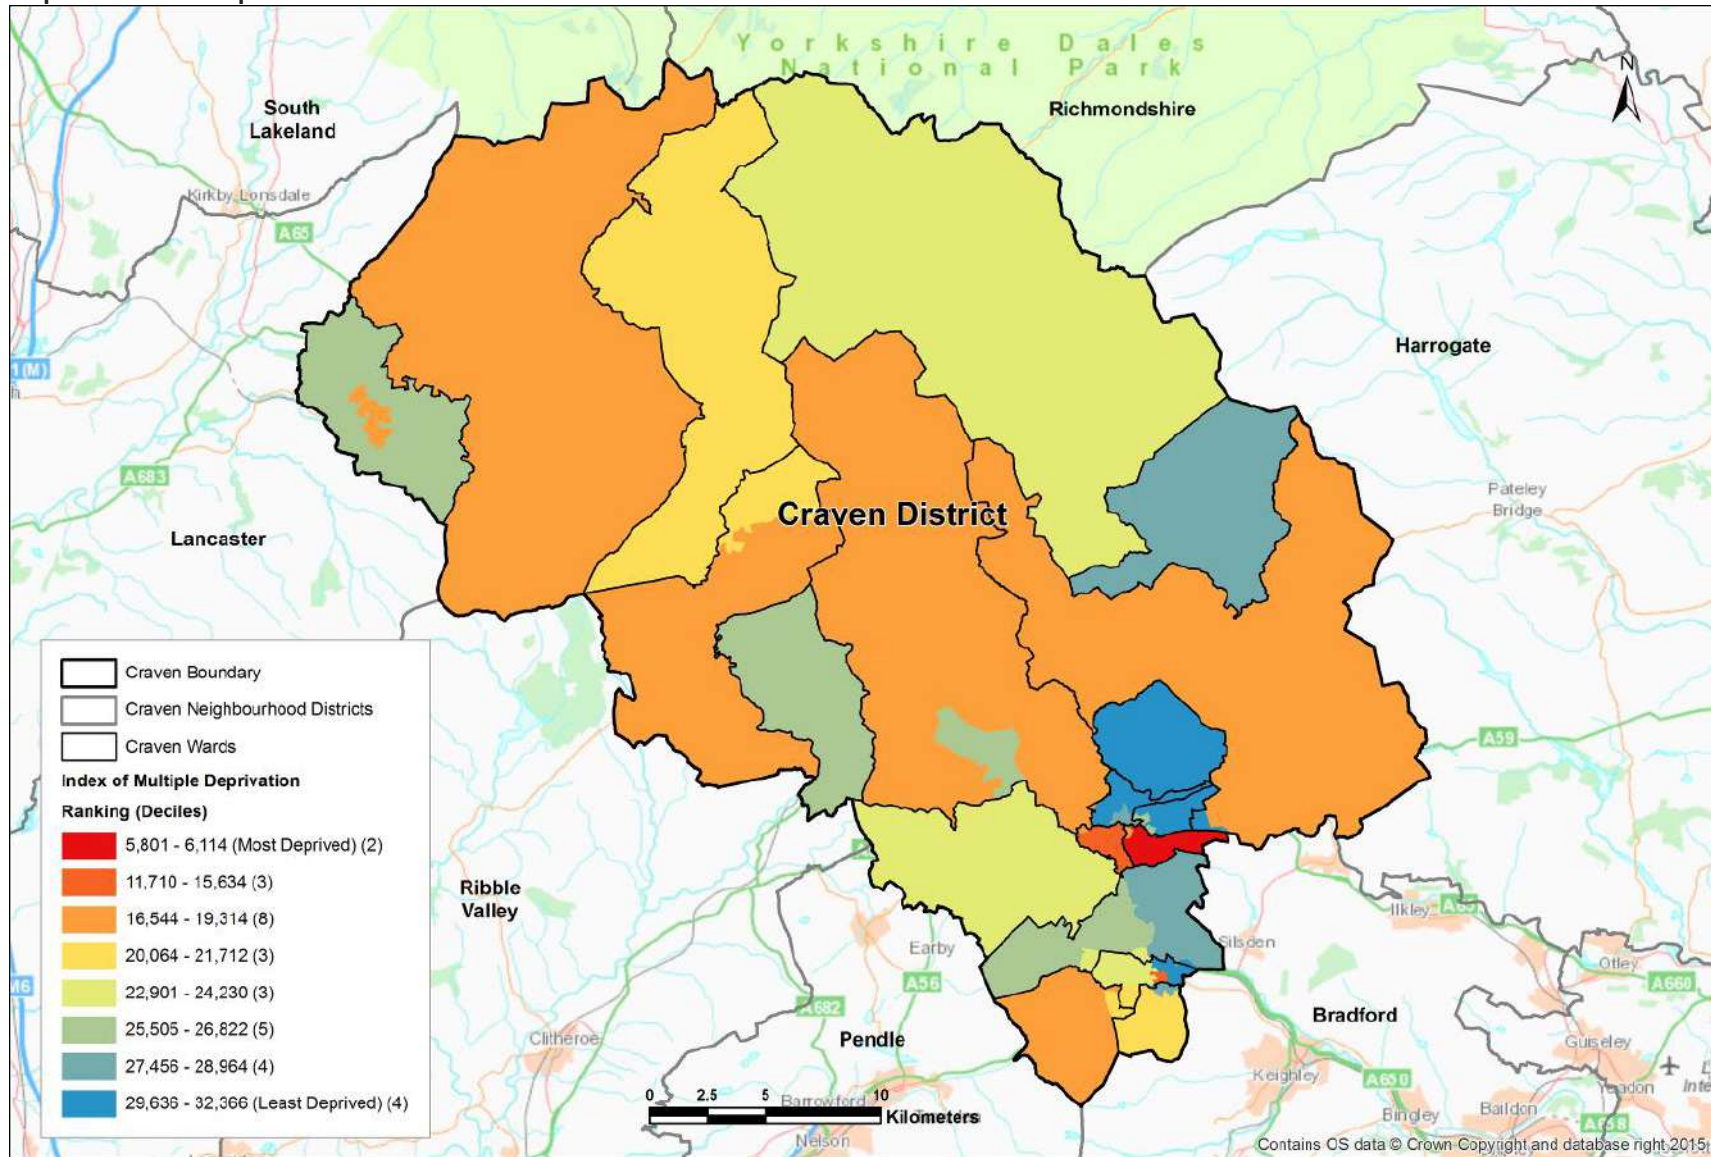 Yorkshire Dales
National Park
N
South
Lakeland
Richmondshire
Kirkby Lonsdale
A65
Harrogate
A683
Pateley
Bridge
Craven District
Lancaster
Craven Boundary
Craven Neighbourhood Districts
Craven Wards
Index of Multiple Deprivation
Ranking (Deciles)
5,801 - 6,114 (Most Deprived) (2)
11,710 - 15,634 (3)
16,544 - 19,314 (8)
20,064 - 21,712 (3)
22,901 - 24,230 (3)
25,505 - 26,822 (5)
27,456 - 28,964 (4)
29,636 - 32,366 (Least Deprived) (4)
A59
Ribble
Valley
Ilkley
Earby
Silsden
Otley
A56
A660
A682
Bradford
Clitheroe
Pendle
Guiseley
Keighley
A650
Yeadon
0 2.5 5 10
Kilometers
Barrowford
Baildon
Bingley
Nelson
Contains OS data © Crown Copyright and database right 2015